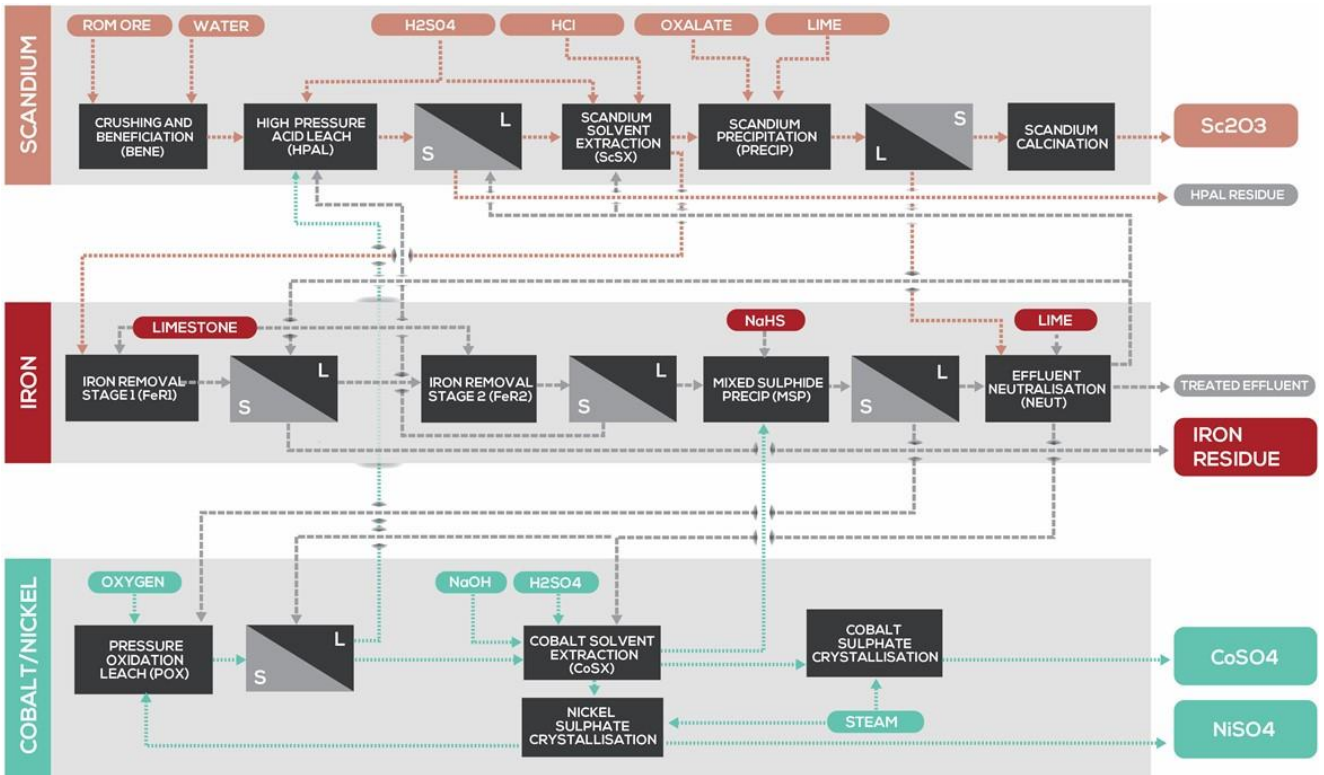 SCANDIUM
ROM ORE
WATER
H2S04
HCl
OXALATE
LIME
CRUSHING AND
BENEFICIATION
(BENE)
HIGH PRESSURE
ACID LEACH
(HPAL)
L
S
SCANDIUM
SOLVENT
EXTRACTION
(ScSX)
SCANDIUM
PRECIPITATION
(PRECIP)
S
L
SCANDIUM
CALCINATION
Sc2O3
HPAL RESIDUE
IRON
LIMESTONE
NaHS
LIME
IRON REMOVAL
STAGE 1 (FeR1)
L
S
IRON REMOVAL
STAGE 2 (FeR2)
L
S
MIXED SULPHIDE
PRECIP (MSP)
L
S
EFFLUENT
NEUTRALISATION
(NEUT)
TREATED EFFLUENT
IRON
RESIDUE
COBALT/NICKEL
OXYGEN
NaOH
H2SO4
PRESSURE
OXIDATION
LEACH (POX)
L
S
COBALT SOLVENT
EXTRACTION
(CoSX)
COBALT
SULPHATE
CRYSTALLISATION
CoSO4
NICKEL
SULPHATE
CRYSTALLISATION
STEAM
NiSO4